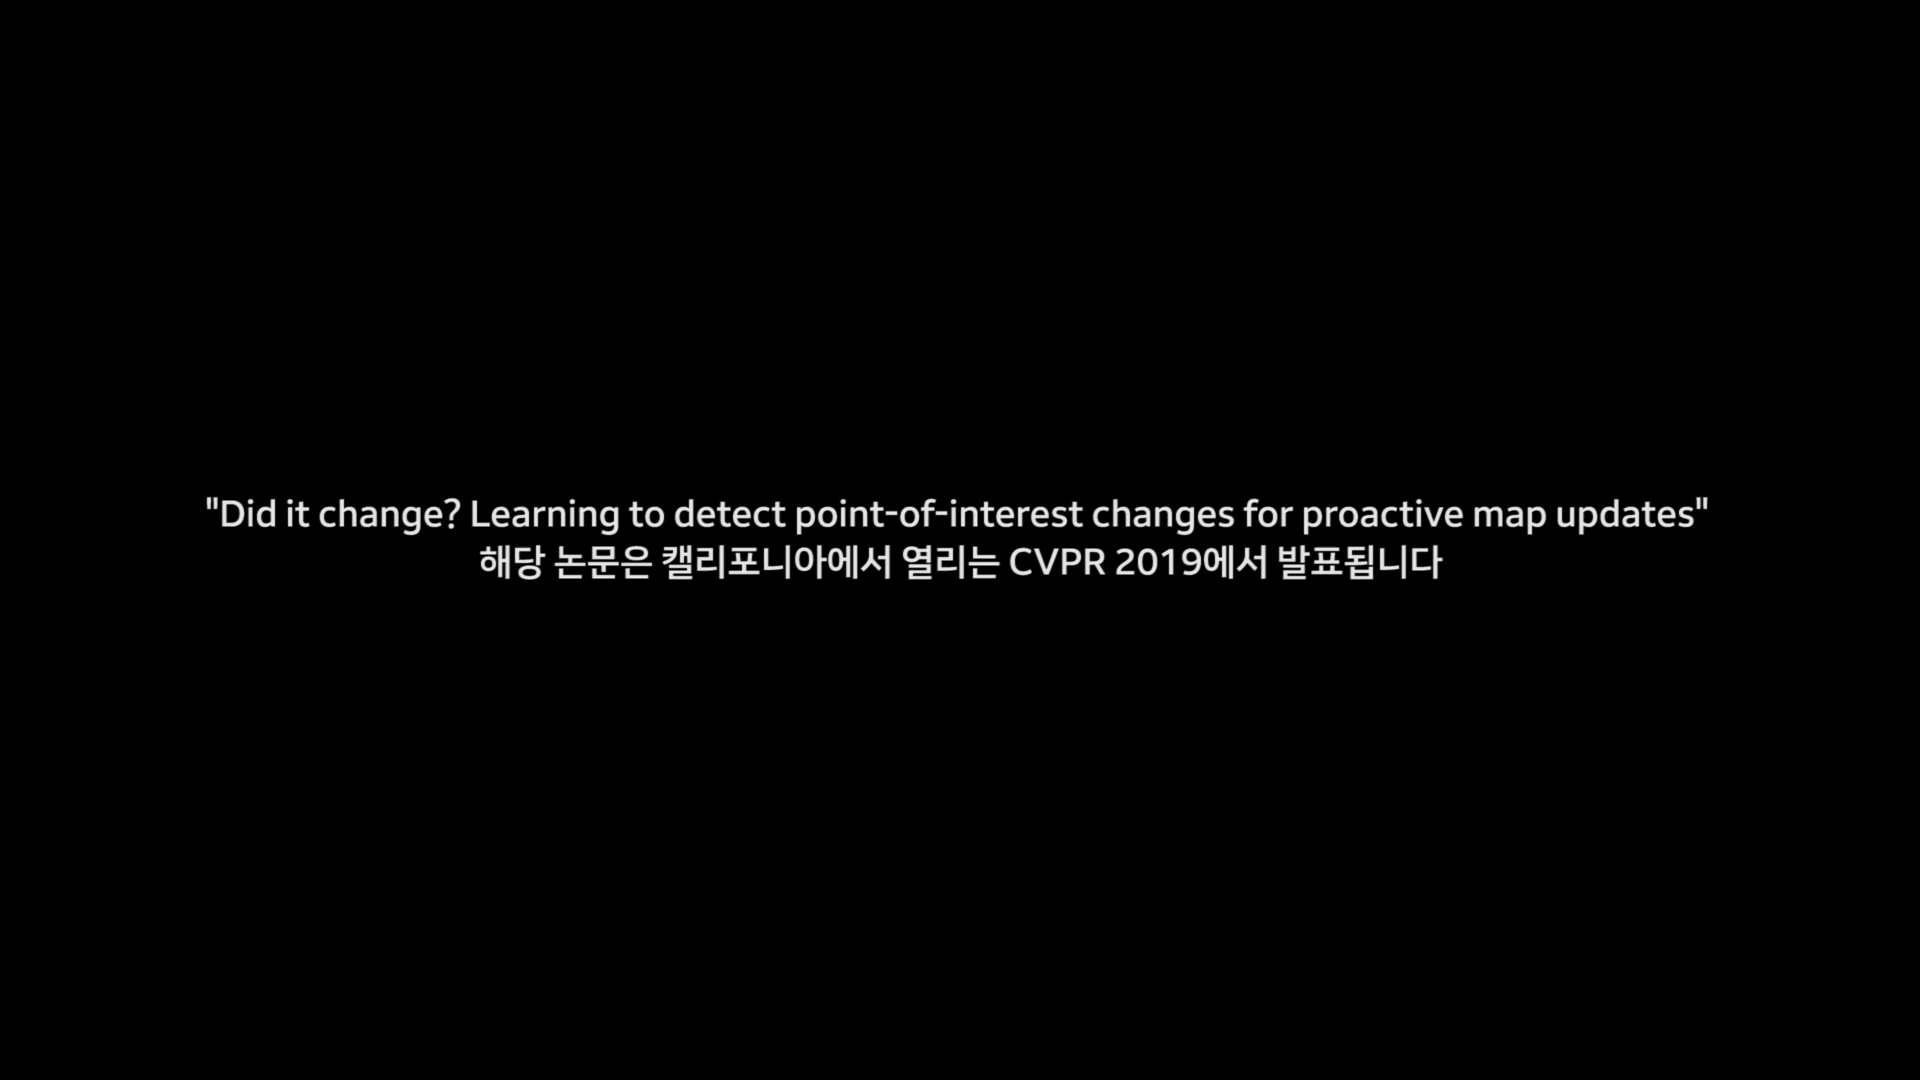 "Did it change? Learning to detect point-of-interest changes for proactive map updates"
해당 논문은 캘리포니아에서 열리는 CVPR 2019에서 발표됩니다